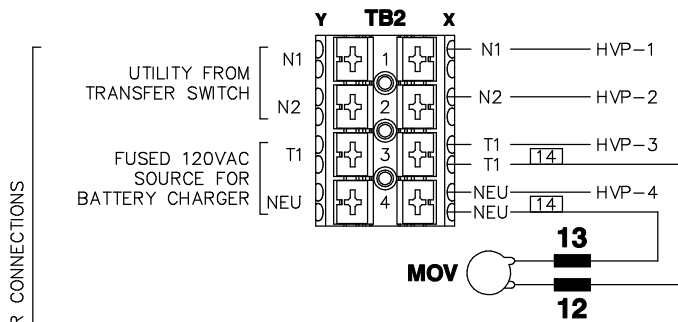 Y TB2 X
N1 1 N1 HVP-1
UTILITY FROM
TRANSFER SWITCH
N2 2 N2 HVP-2
T1 3 T1 HVP-3
T1 14
FUSED 120VAC
SOURCE FOR
BATTERY CHARGER
NEU 4 NEU HVP-4
NEU 14
13
MOV
12
R CONNECTIONS